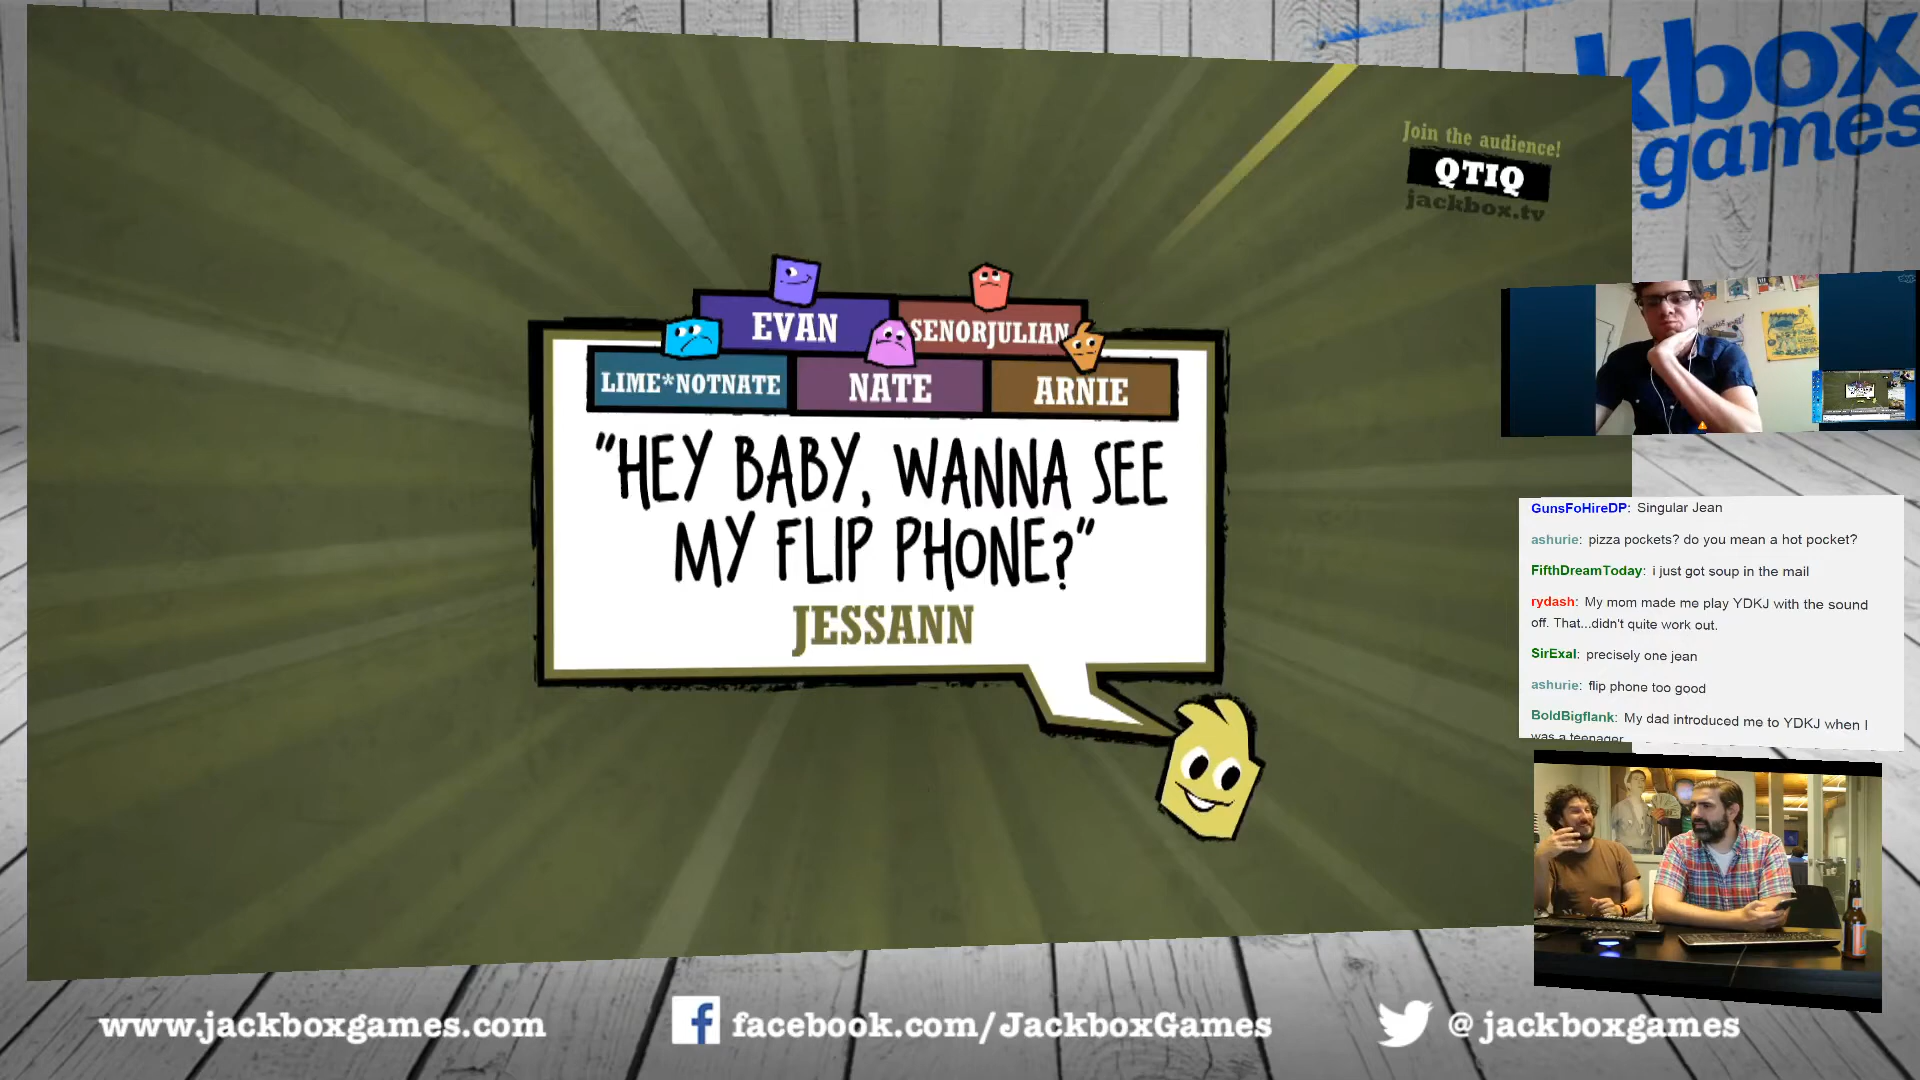 kbox
games
Join the audience!
QTIQ
jackbox.tv
EVAN
SENORJULIAN
LIME*NOTNATE
NATE
ARNIE
"HEY BABY, WANNA SEE
MY FLIP PHONE?"
JESSANN
GunsFoHireDP: Singular Jean
ashurie: pizza pockets? do you mean a hot pocket?
FifthDreamToday: i just got soup in the mail
rydash: My mom made me play YDKJ with the sound
off. That...didn't quite work out.
SirExal: precisely one jean
ashurie: flip phone too good
BoldBigflank: My dad introduced me to YDKJ when I
was a teenager
www.jackboxgames.com
facebook.com/JackboxGames
@jackboxgames